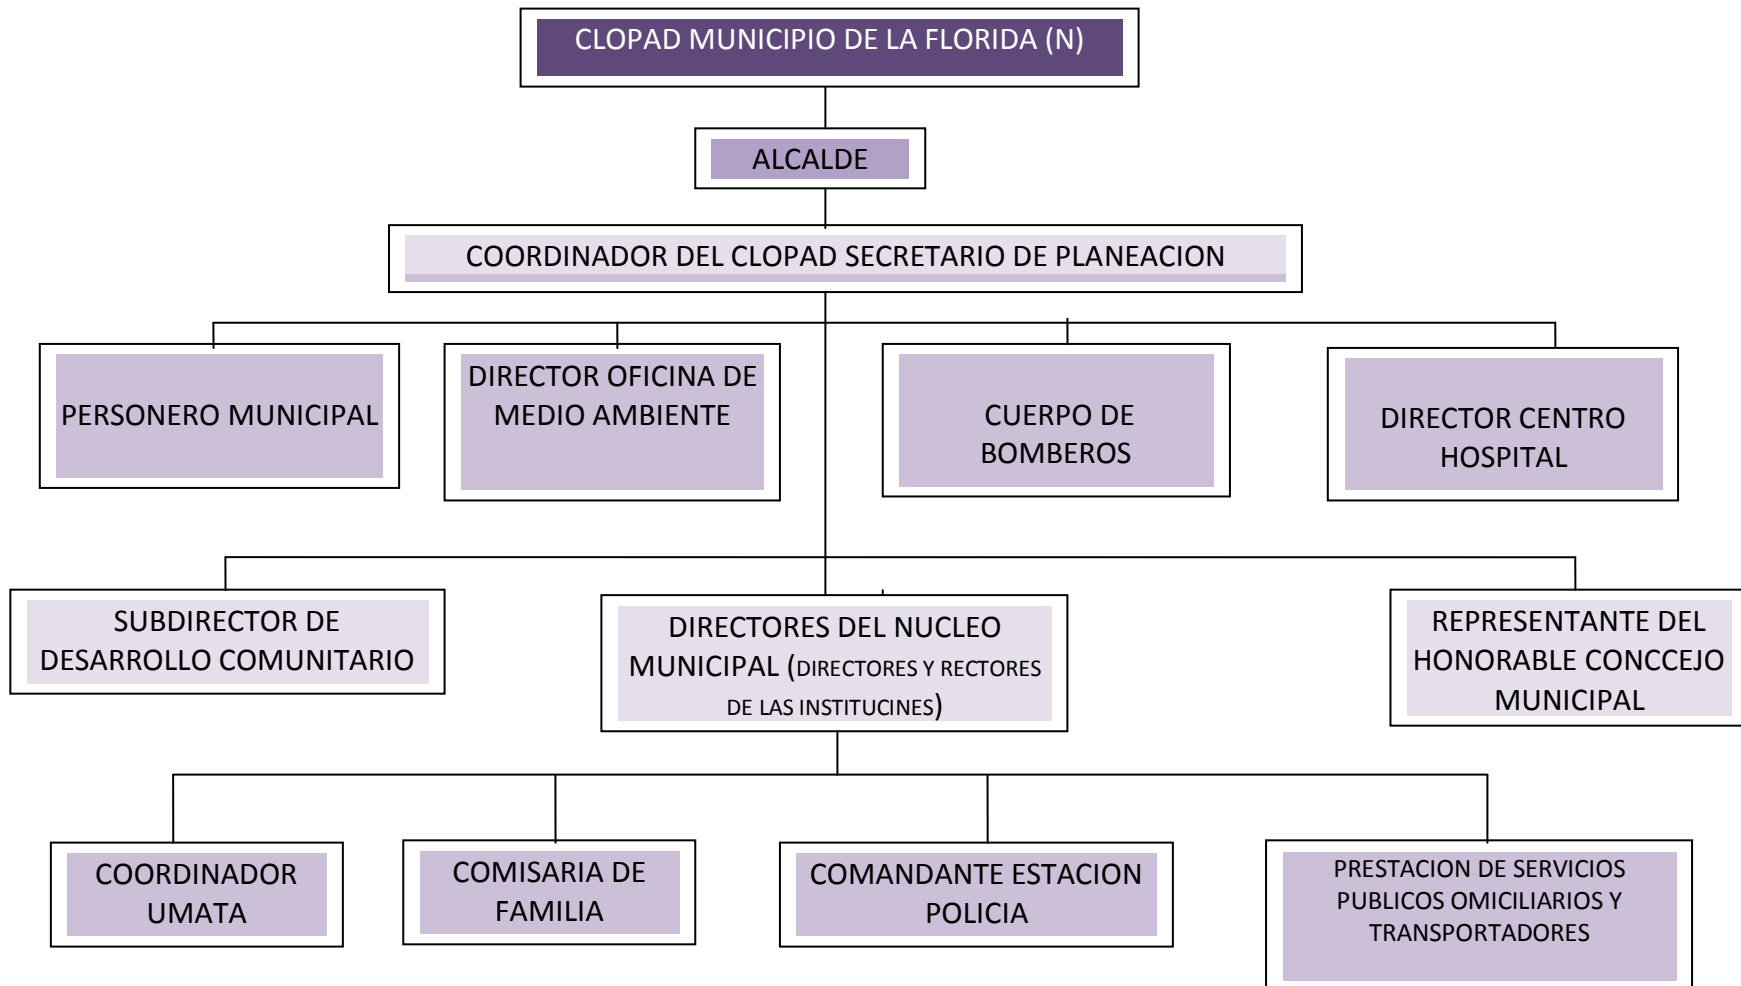 CLOPAD MUNICIPIO DE LA FLORIDA (N)
ALCALDE
COORDINADOR DEL CLOPAD SECRETARIO DE PLANEACION
PERSONERO MUNICIPAL
DIRECTOR OFICINA DE
MEDIO AMBIENTE
CUERPO DE
BOMBEROS
DIRECTOR CENTRO
HOSPITAL
SUBDIRECTOR DE
DESARROLLO COMUNITARIO
DIRECTORES DEL NUCLEO
MUNICIPAL (DIRECTORES Y RECTORES
DE LAS INSTITUCINES)
REPRESENTANTE DEL
HONORABLE CONCCEJO
MUNICIPAL
COORDINADOR
UMATA
COMISARIA DE
FAMILIA
COMANDANTE ESTACION
POLICIA
PRESTACION DE SERVICIOS
PUBLICOS OMICILIARIOS Y
TRANSPORTADORES